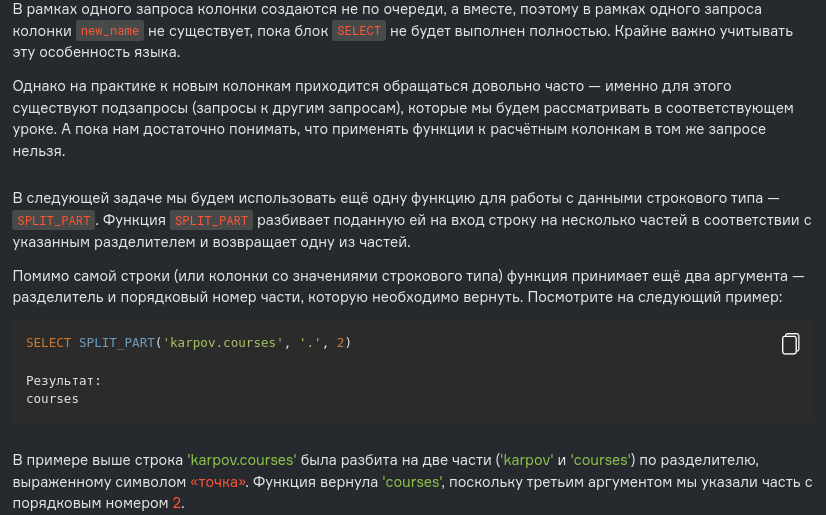 В рамках одного запроса колонки создаются не по очереди, а вместе, поэтому в рамках одного запроса
колонки new_name не существует, пока блок SELECT не будет выполнен полностью. Крайне важно учитывать
эту особенность языка.
Однако на практике к новым колонкам приходится обращаться довольно часто — именно для этого
существуют подзапросы (запросы к другим запросам), которые мы будем рассматривать в соответствующем
уроке. А пока нам достаточно понимать, что применять функции к расчётным колонкам в том же запросе
нельзя.
В следующей задаче мы будем использовать ещё одну функцию для работы с данными строкового типа —
SPLIT_PART. Функция SPLIT_PART разбивает поданную ей на вход строку на несколько частей в соответствии с
указанным разделителем и возвращает одну из частей.
Помимо самой строки (или колонки со значениями строкового типа) функция принимает ещё два аргумента —
разделитель и порядковый номер части, которую необходимо вернуть. Посмотрите на следующий пример:
SELECT SPLIT_PART('karpov.courses', '.', 2)
Результат:
courses
В примере выше строка 'karpov.courses' была разбита на две части ('karpov' и 'courses') по разделителю,
выраженному символом «точка». Функция вернула 'courses', поскольку третьим аргументом мы указали часть с
порядковым номером 2.